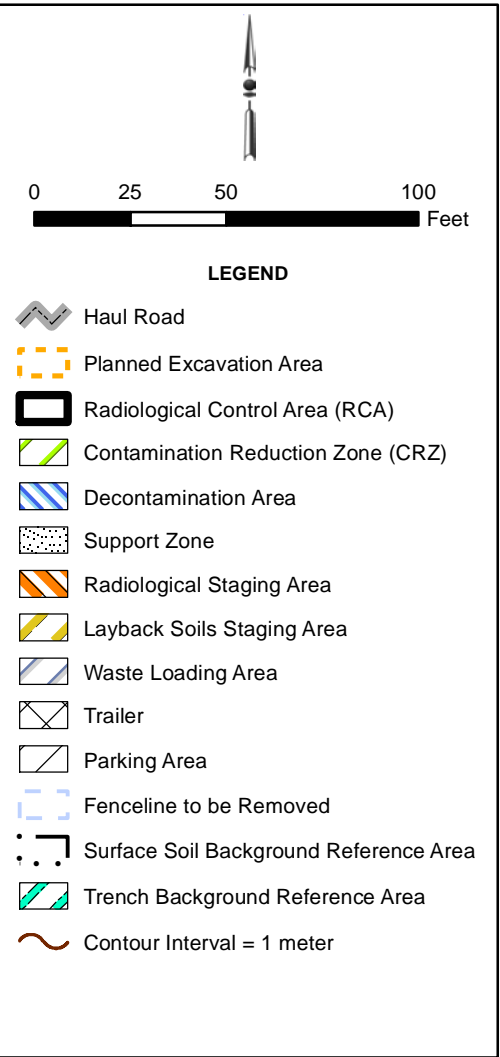 0 25 50 100
Feet
LEGEND
Haul Road
Planned Excavation Area
Radiological Control Area (RCA)
Contamination Reduction Zone (CRZ)
Decontamination Area
Support Zone
Radiological Staging Area
Layback Soils Staging Area
Waste Loading Area
Trailer
Parking Area
Fenceline to be Removed
Surface Soil Background Reference Area
Trench Background Reference Area
Contour Interval = 1 meter